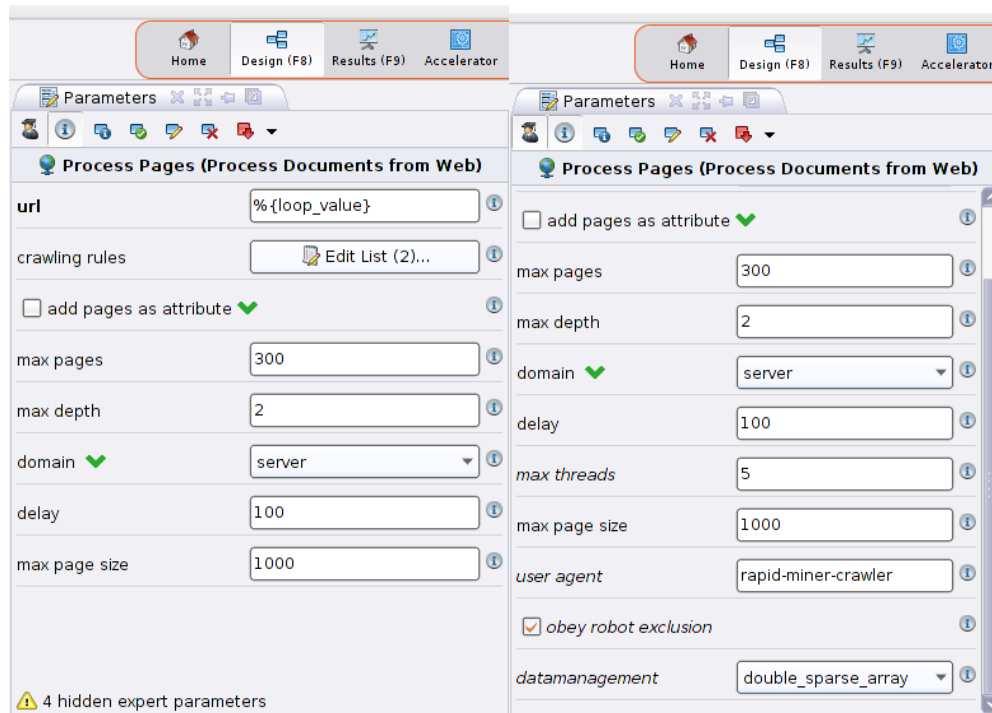 Home
Design (F8)
Results (F9)
Accelerator
Parameters
Process Pages (Process Documents from Web)
url
%{loop_value}
crawling rules
Edit List (2)...
add pages as attribute
max pages
300
max depth
2
domain
server
delay
100
max page size
1000
4 hidden expert parameters
Home
Design (F8)
Results (F9)
Accelerator
Parameters
Process Pages (Process Documents from Web)
add pages as attribute
max pages
300
max depth
2
domain
server
delay
100
max threads
5
max page size
1000
user agent
rapid-miner-crawler
obey robot exclusion
datamanagement
double_sparse_array